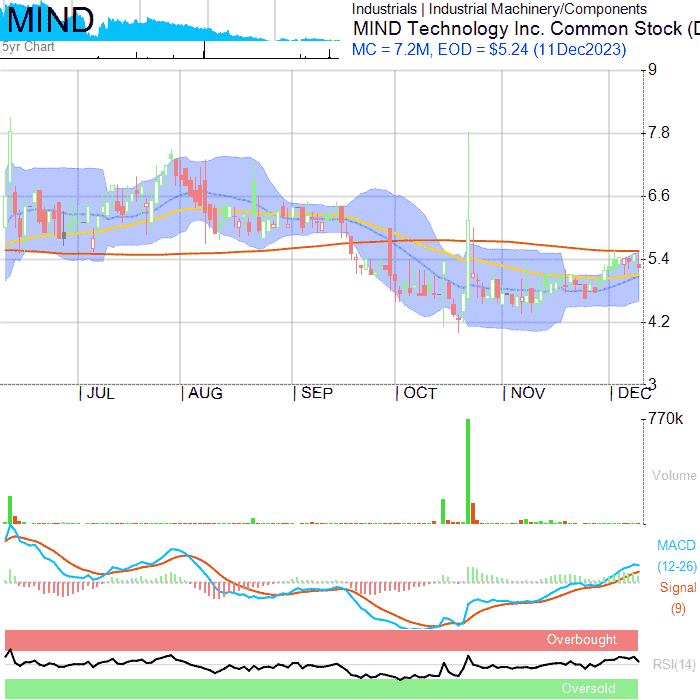 MIND
5yr Chart
Industrials | Industrial Machinery/Components
MIND Technology Inc. Common Stock (D
MC = 7.2M, EOD = $5.24 (11Dec2023)
9
7.8
6.6
5.4
4.2
3
| JUL | AUG | SEP | OCT | NOV | DEC
770k
Volume
MACD
(12-26)
Signal
(9)
Overbought
RSI(14)
Oversold